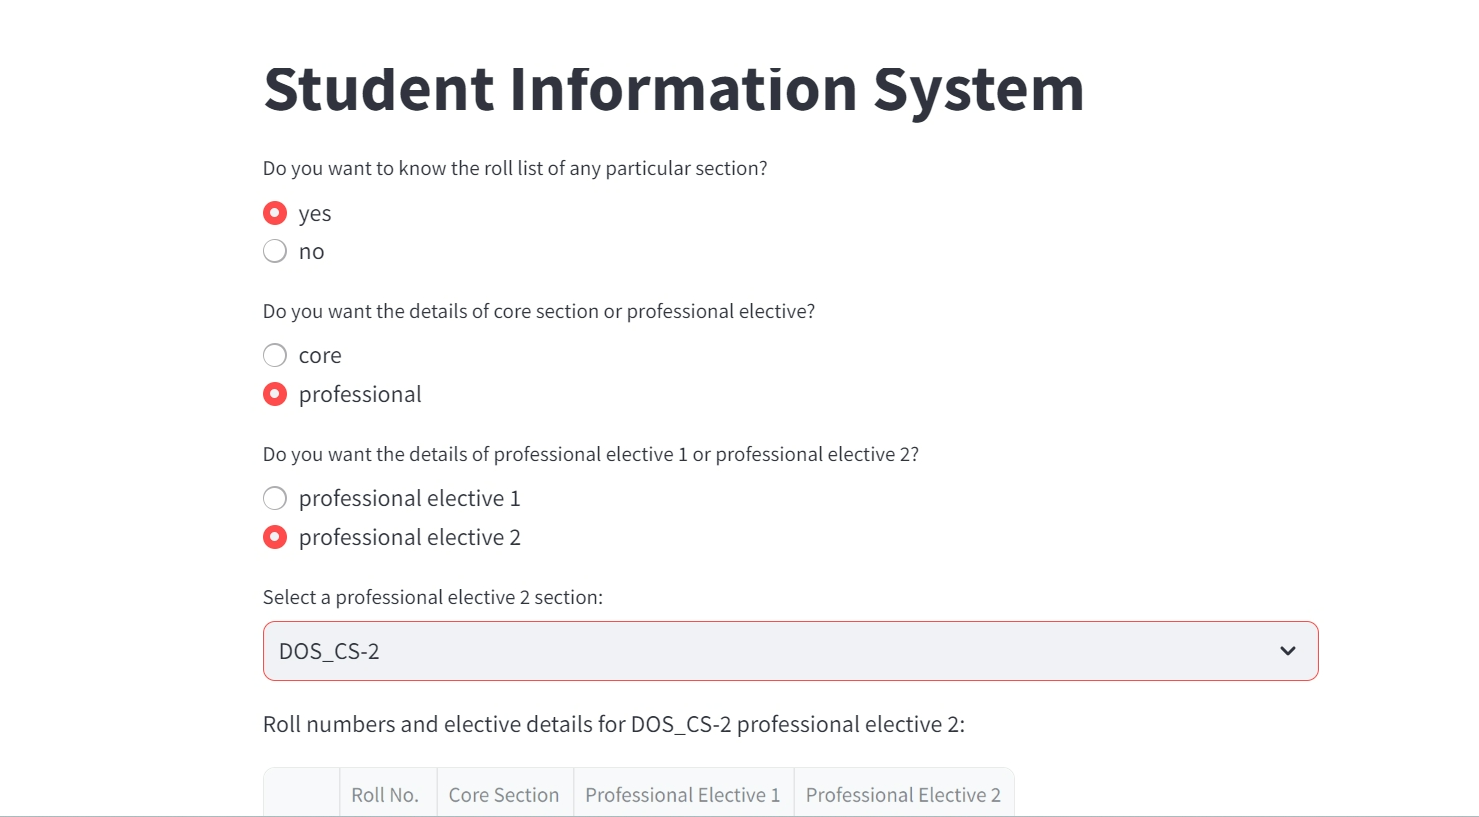 Student Information System
Do you want to know the roll list of any particular section?
yes
no
Do you want the details of core section or professional elective?
core
professional
Do you want the details of professional elective 1 or professional elective 2?
professional elective 1
professional elective 2
Select a professional elective 2 section:
DOS_CS-2
Roll numbers and elective details for DOS_CS-2 professional elective 2:
Roll No. Core Section Professional Elective 1 Professional Elective 2